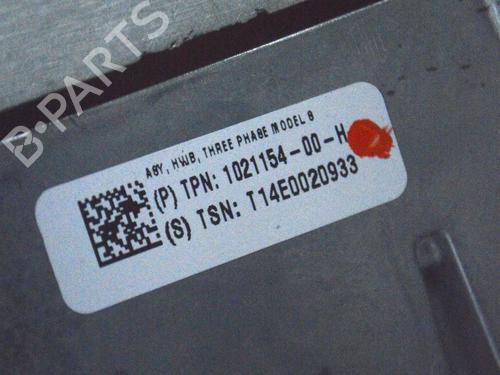 B-PARTS
ASY, HWB, THREE PHASE MODEL S
(P) TPN: 1021154-00-H
(S) TSN: T14E0020933